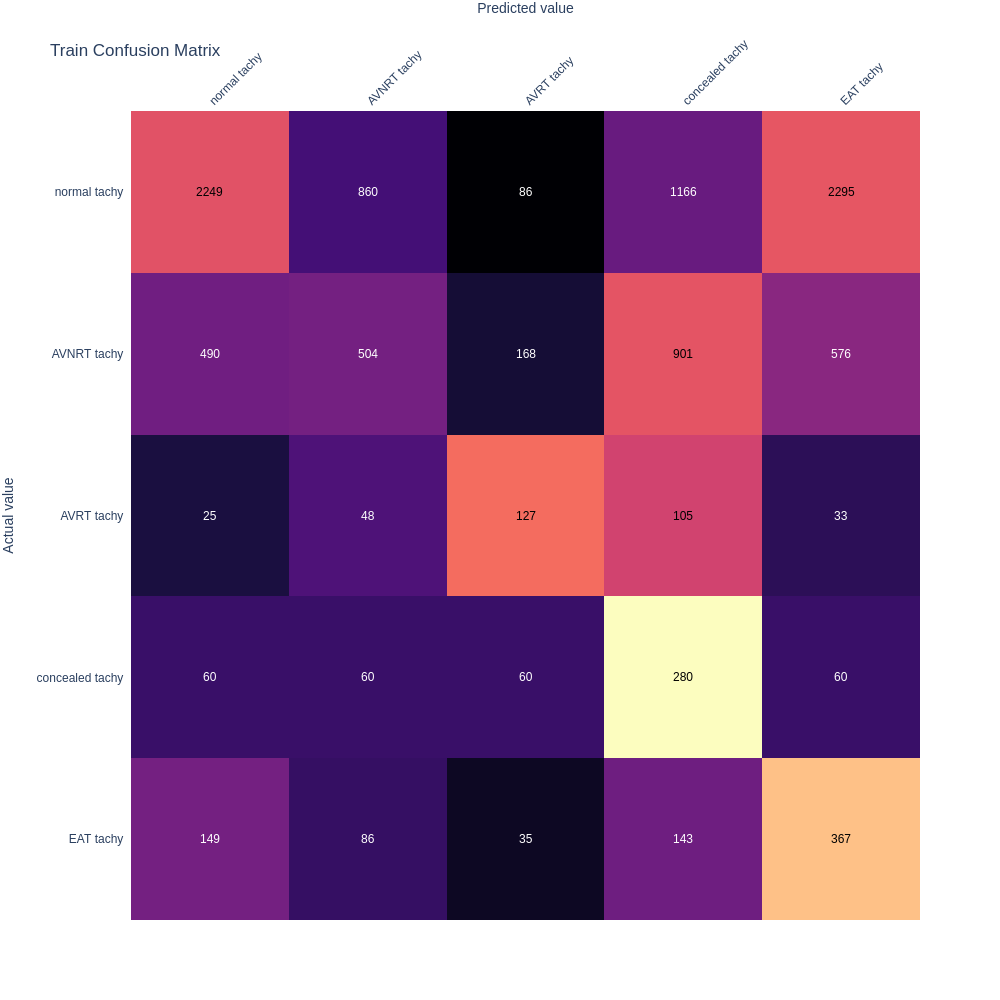 Predicted value
Train Confusion Matrix
normal tachy
AVNRT tachy
AVRT tachy
concealed tachy
EAT tachy
Actual value
normal tachy 2249 860 86 1166 2295
AVNRT tachy 490 504 168 901 576
AVRT tachy 25 48 127 105 33
concealed tachy 60 60 60 280 60
EAT tachy 149 86 35 143 367